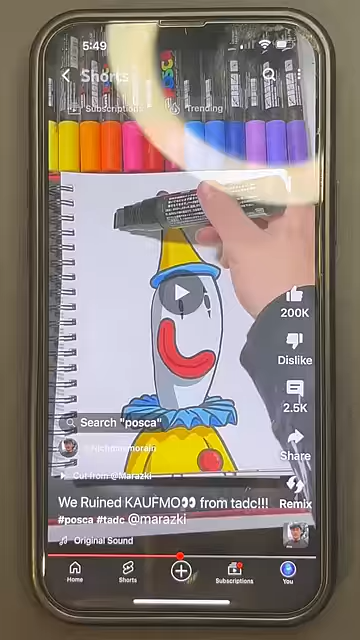 5:49
Shorts
Subscriptions
Trending
POSCA
200K
Dislike
2.5K
Search "posca"
Share
Cut from @Marazki
We Ruined KAUFMO👀 from tadc!!!
Remix
#posca #tadc @marazki
Original Sound
Home
Shorts
Subscriptions
You